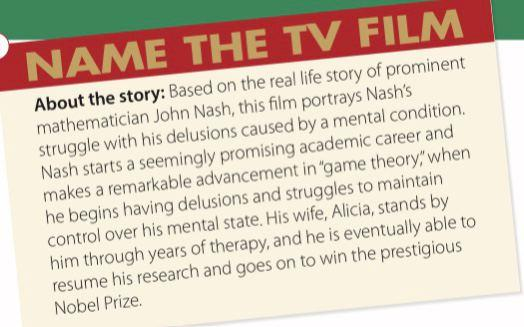 NAME THE TV FILM
About the story: Based on the real life story of prominent
mathematician John Nash, this film portrays Nash's
struggle with his delusions caused by a mental condition.
Nash starts a seemingly promising academic career and
makes a remarkable advancement in "game theory," when
he begins having delusions and struggles to maintain
control over his mental state. His wife, Alicia, stands by
him through years of therapy, and he is eventually able to
resume his research and goes on to win the prestigious
Nobel Prize.